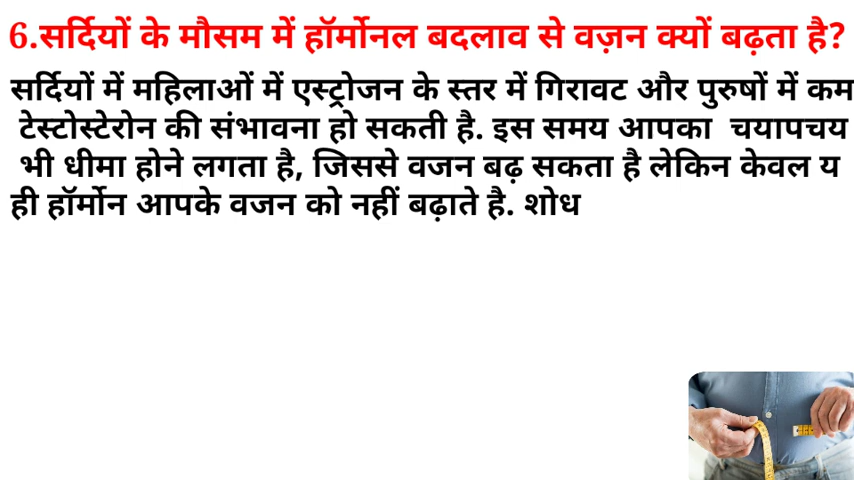 6.सर्दियों के मौसम में हॉर्मोनल बदलाव से वज़न क्यों बढ़ता है?
सर्दियों में महिलाओं में एस्ट्रोजन के स्तर में गिरावट और पुरुषों में कम
टेस्टोस्टेरोन की संभावना हो सकती है. इस समय आपका चयापचय
भी धीमा होने लगता है, जिससे वजन बढ़ सकता है लेकिन केवल य
ही हॉर्मोन आपके वजन को नहीं बढ़ाते है. शोध